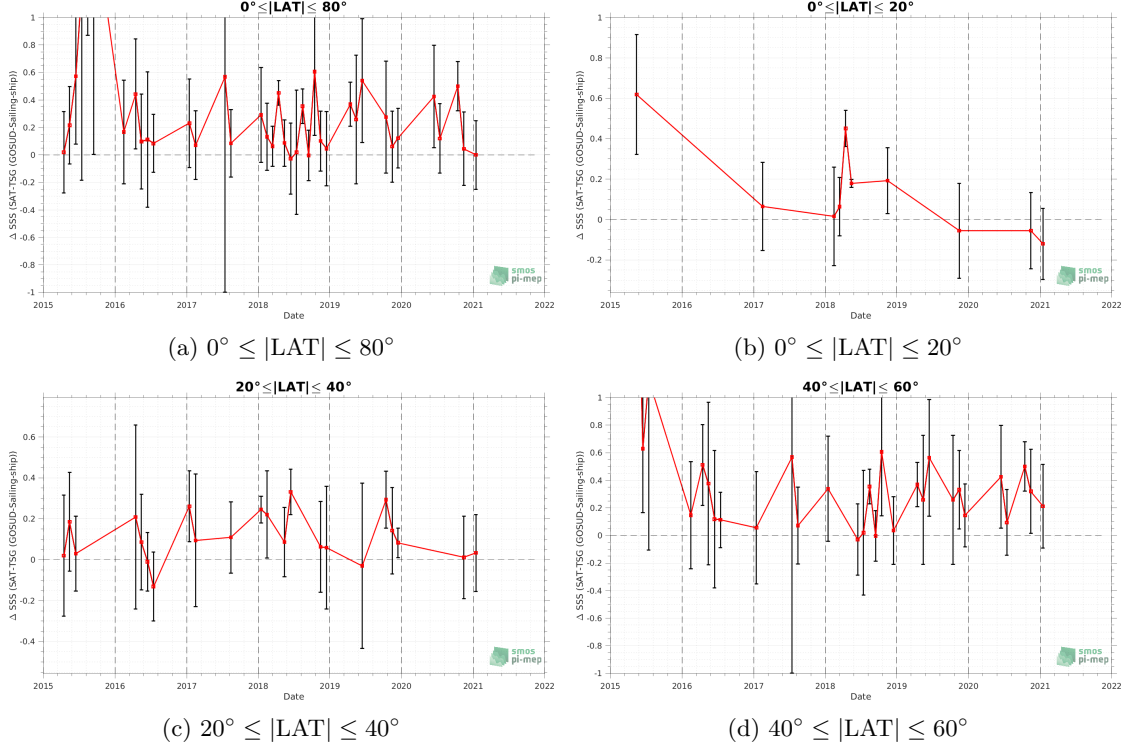 0°≤|LAT|≤ 80°
Δ SSS (SAT-TSG (GOSUD-Sailing-ship))
1
0.8
0.6
0.4
0.2
0
-0.2
-0.4
-0.6
-0.8
-1
2015 2016 2017 2018 2019 2020 2021 2022
Date
smos
pi-mep
(a) 0° ≤ |LAT| ≤ 80°
0°≤|LAT|≤ 20°
Δ SSS (SAT-TSG (GOSUD-Sailing-ship))
1
0.8
0.6
0.4
0.2
0
-0.2
2015 2016 2017 2018 2019 2020 2021 2022
Date
smos
pi-mep
(b) 0° ≤ |LAT| ≤ 20°
20°≤|LAT|≤ 40°
Δ SSS (SAT-TSG (GOSUD-Sailing-ship))
0.6
0.4
0.2
0
-0.2
-0.4
2015 2016 2017 2018 2019 2020 2021 2022
Date
smos
pi-mep
(c) 20° ≤ |LAT| ≤ 40°
40°≤|LAT|≤ 60°
Δ SSS (SAT-TSG (GOSUD-Sailing-ship))
1
0.8
0.6
0.4
0.2
0
-0.2
-0.4
-0.6
-0.8
-1
2015 2016 2017 2018 2019 2020 2021 2022
Date
smos
pi-mep
(d) 40° ≤ |LAT| ≤ 60°